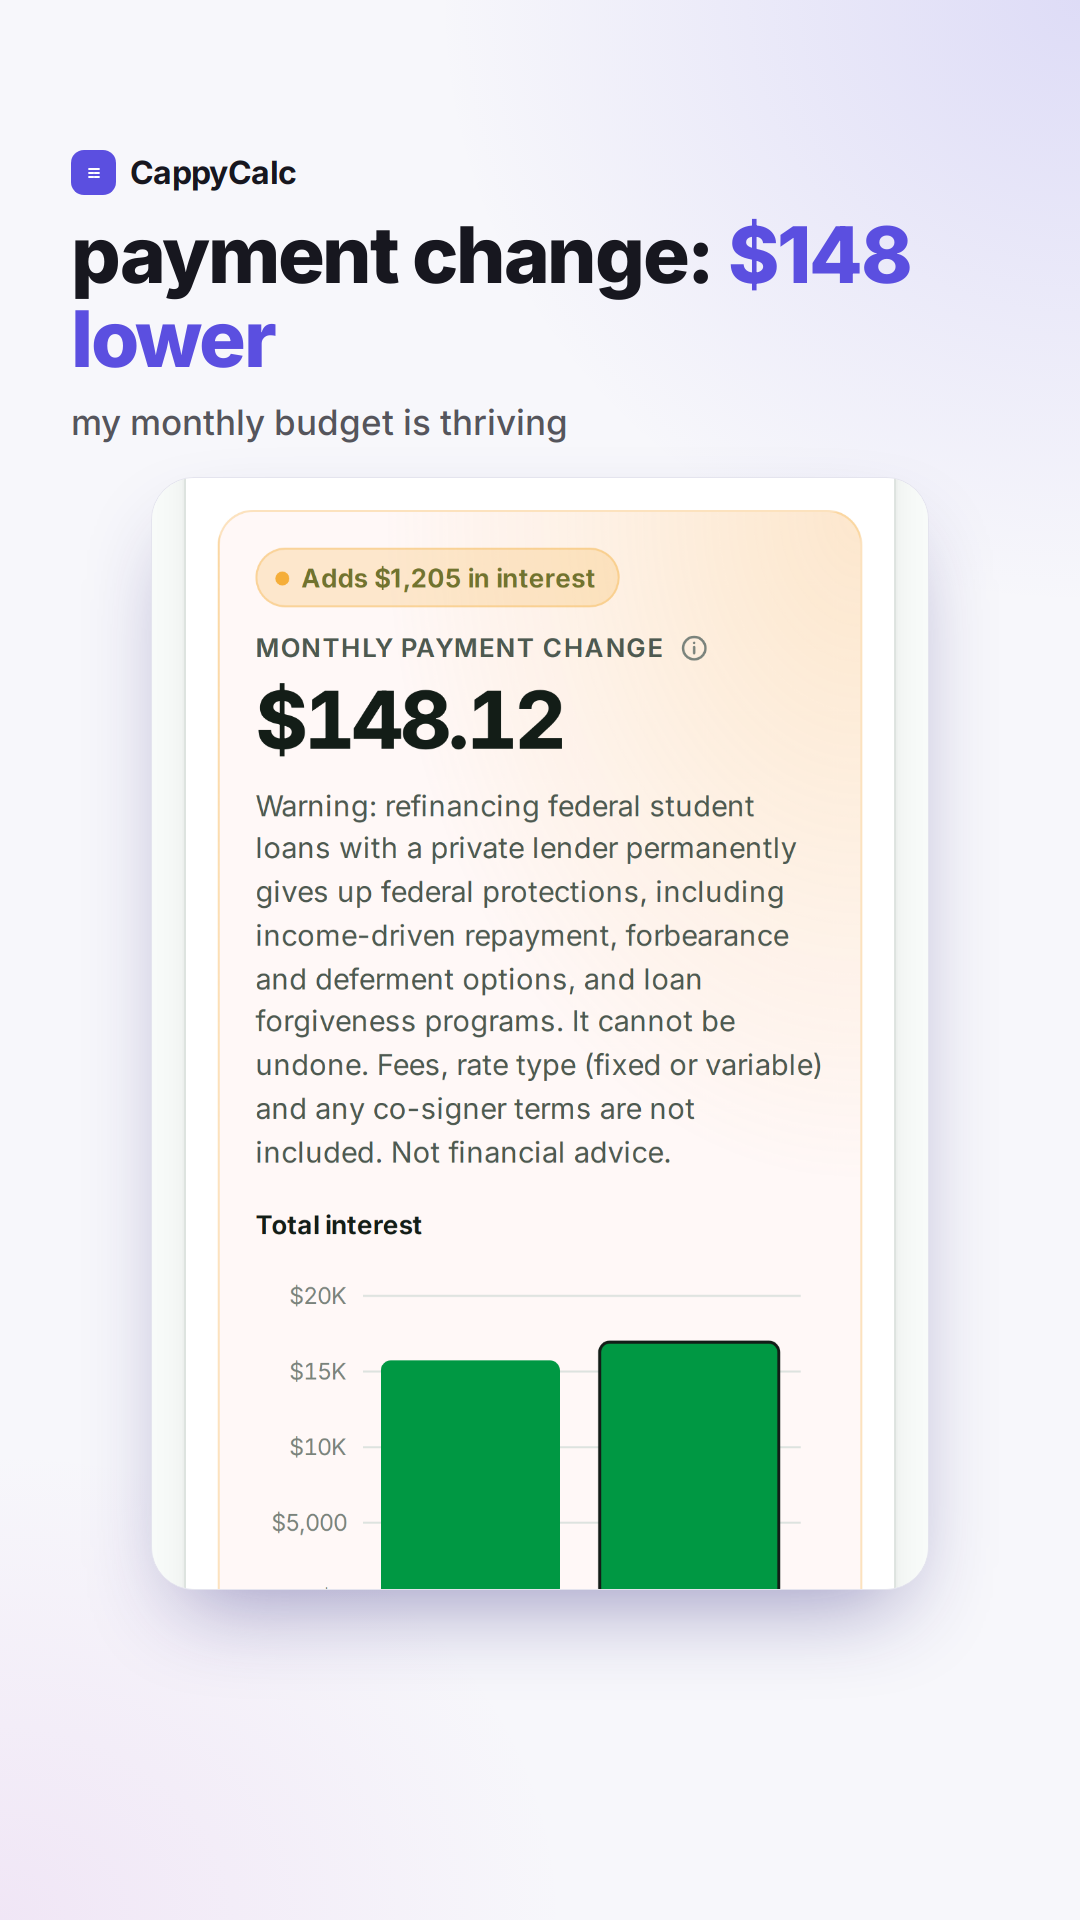 CappyCalc
payment change: $148
lower
my monthly budget is thriving
Adds $1,205 in interest
MONTHLY PAYMENT CHANGE
$148.12
Warning: refinancing federal student
loans with a private lender permanently
gives up federal protections, including
income-driven repayment, forbearance
and deferment options, and loan
forgiveness programs. It cannot be
undone. Fees, rate type (fixed or variable)
and any co-signer terms are not
included. Not financial advice.
Total interest
$20K
$15K
$10K
$5,000